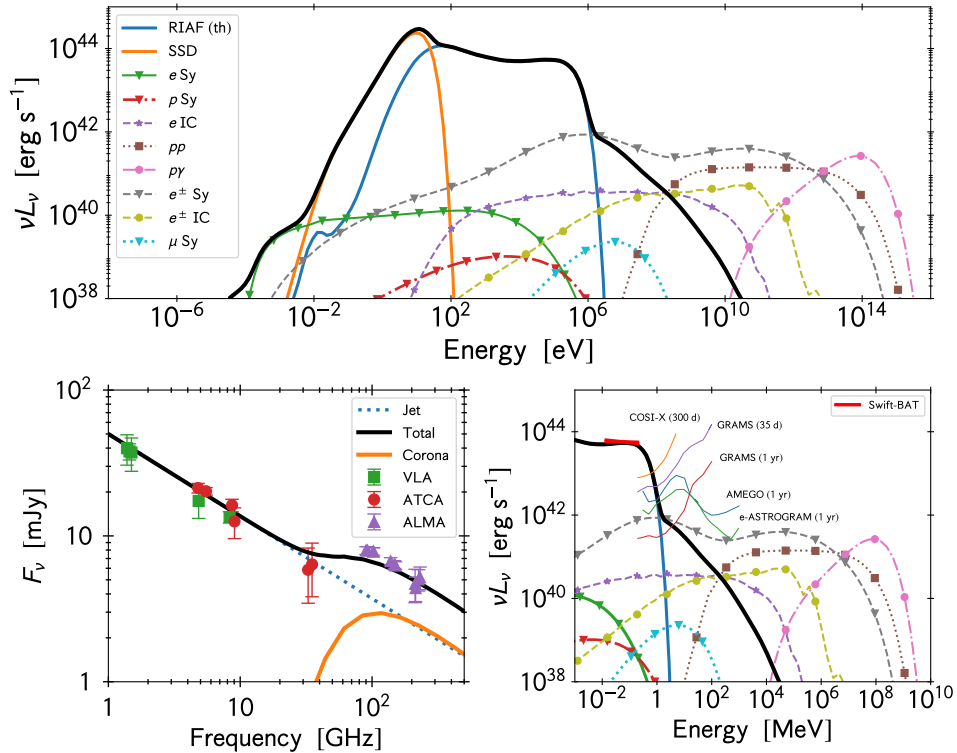 10^44
10^42
10^40
10^38
νL_ν [erg s^−1]
RIAF (th)
SSD
e Sy
p Sy
e IC
pp
pγ
e^± Sy
e^± IC
μ Sy
10^−6 10^−2 10^2 10^6 10^10 10^14
Energy [eV]
10^2
10
1
F_ν [mJy]
Jet
Total
Corona
VLA
ATCA
ALMA
1 10 10^2
Frequency [GHz]
10^44
10^42
10^40
10^38
νL_ν [erg s^−1]
Swift-BAT
COSI-X (300 d)
GRAMS (35 d)
GRAMS (1 yr)
AMEGO (1 yr)
e-ASTROGRAM (1 yr)
10^−2 1 10^2 10^4 10^6 10^8 10^10
Energy [MeV]